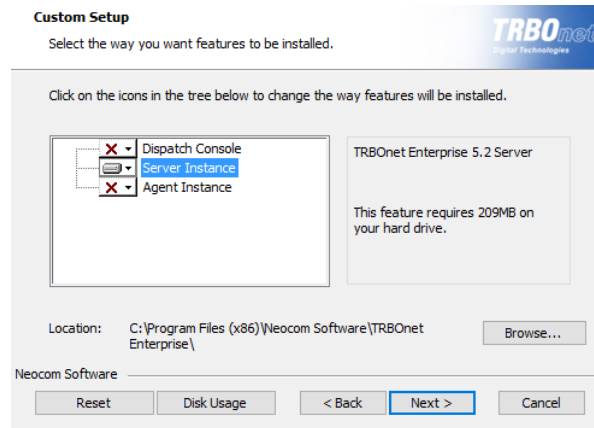 Custom Setup
Select the way you want features to be installed.
TRBOnet
Digital Technologies
Click on the icons in the tree below to change the way features will be installed.
Dispatch Console
Server Instance
Agent Instance
TRBOnet Enterprise 5.2 Server
This feature requires 209MB on
your hard drive.
Location:
C:\Program Files (x86)\Neocom Software\TRBOnet
Enterprise\
Browse...
Neocom Software
Reset
Disk Usage
< Back
Next >
Cancel